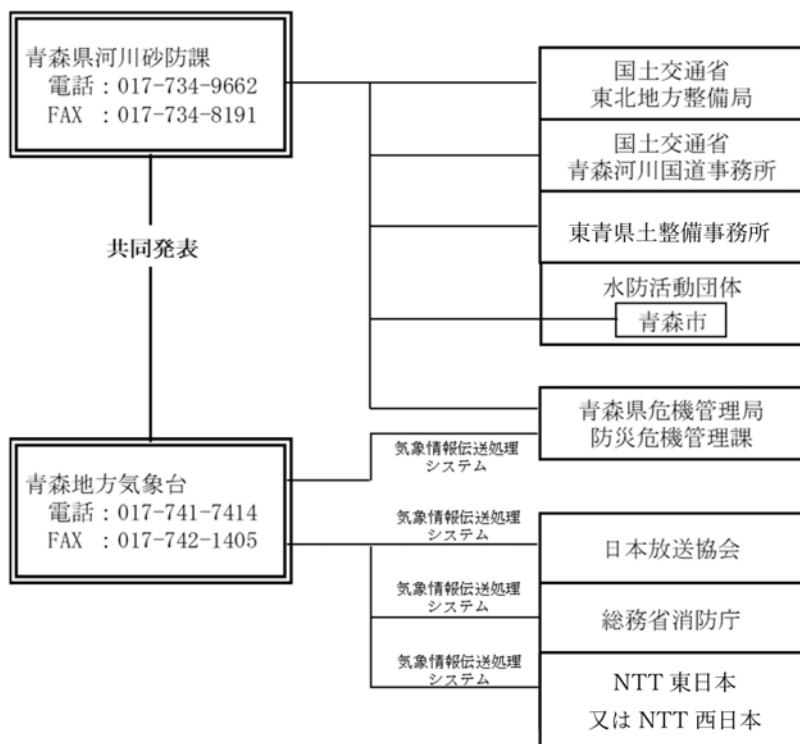 青森県河川砂防課
電話：017-734-9662
FAX ：017-734-8191
共同発表
青森地方気象台
電話：017-741-7414
FAX ：017-742-1405
国土交通省
東北地方整備局
国土交通省
青森河川国道事務所
東青県土整備事務所
水防活動団体
青森市
青森県危機管理局
防災危機管理課
気象情報伝送処理
システム
気象情報伝送処理
システム
日本放送協会
気象情報伝送処理
システム
総務省消防庁
気象情報伝送処理
システム
NTT 東日本
又は NTT 西日本